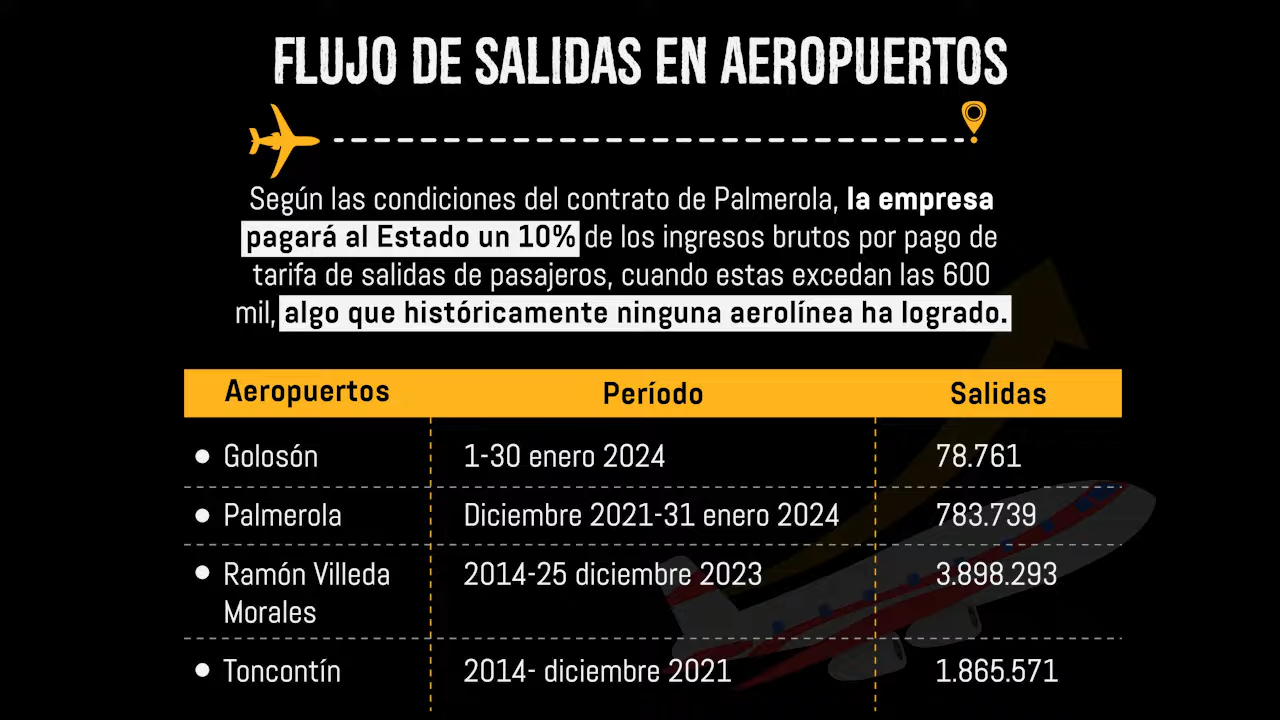 FLUJO DE SALIDAS EN AEROPUERTOS
Según las condiciones del contrato de Palmerola, la empresa
pagará al Estado un 10% de los ingresos brutos por pago de
tarifa de salidas de pasajeros, cuando estas excedan las 600
mil, algo que históricamente ninguna aerolínea ha logrado.
Aeropuertos Período Salidas
Golosón 1-30 enero 2024 78.761
Palmerola Diciembre 2021-31 enero 2024 783.739
Ramón Villeda 2014-25 diciembre 2023 3.898.293
Morales
Toncontín 2014- diciembre 2021 1.865.571